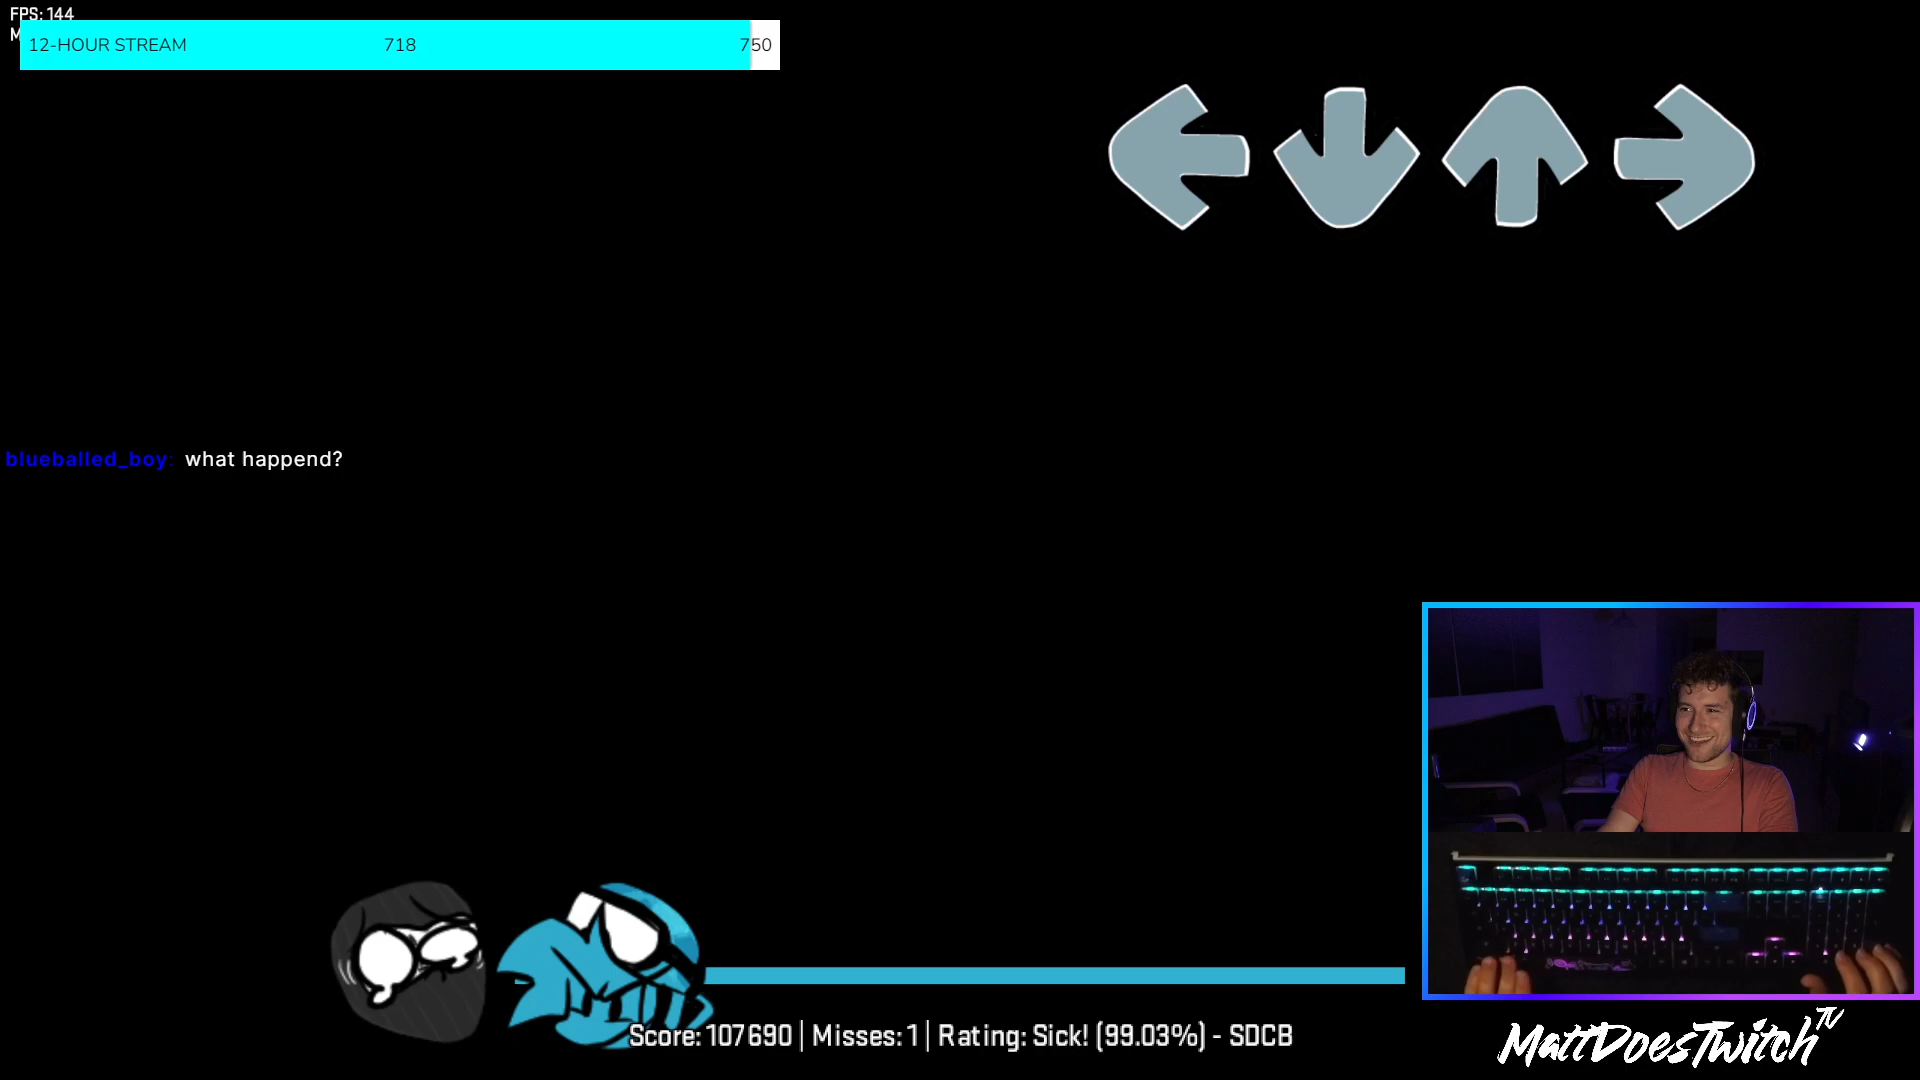 FPS: 144
M
12-HOUR STREAM 718 750
blueballed_boy: what happend?
Score: 107690 | Misses: 1 | Rating: Sick! (99.03%) - SDCB
MattDoesTwitch TV